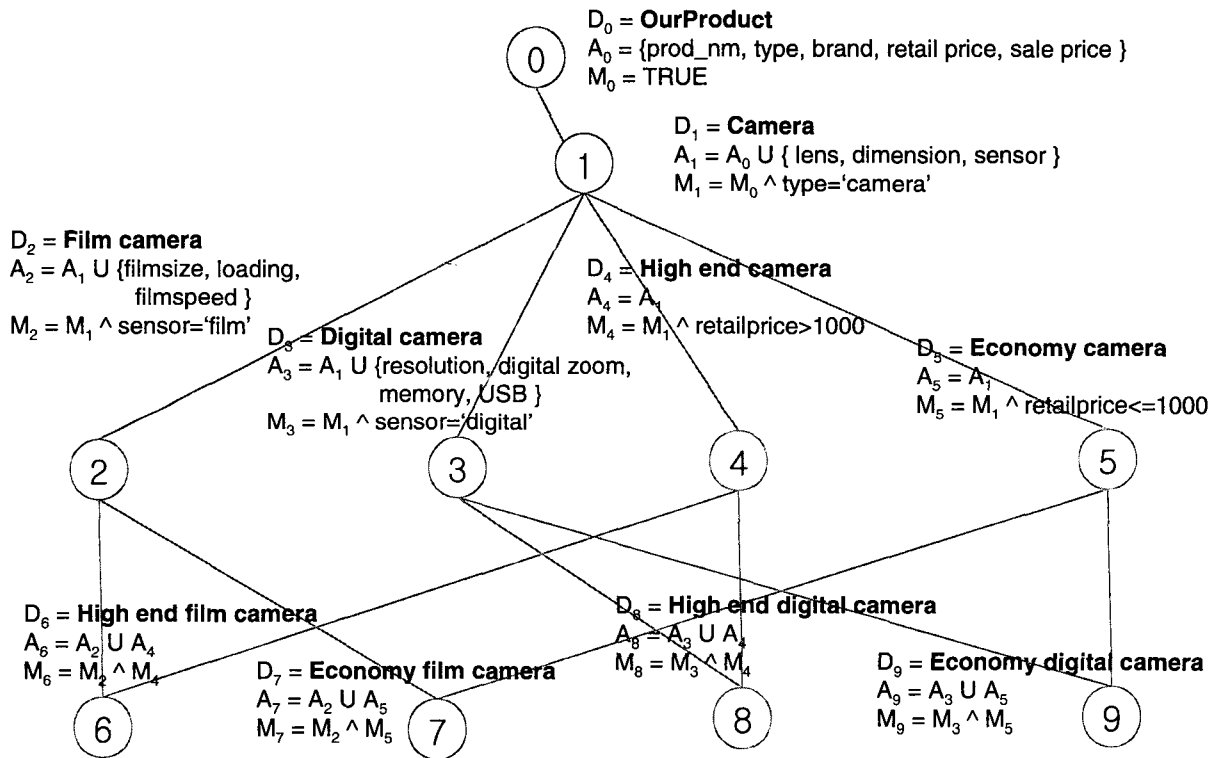 D₀ = OurProduct
A₀ = {prod_nm, type, brand, retail price, sale price }
M₀ = TRUE
0
D₁ = Camera
A₁ = A₀ U { lens, dimension, sensor }
M₁ = M₀ ^ type='camera'
1
D₂ = Film camera
A₂ = A₁ U {filmsize, loading,
filmspeed }
M₂ = M₁ ^ sensor='film'
D₃ = Digital camera
A₃ = A₁ U {resolution, digital zoom,
memory, USB }
M₃ = M₁ ^ sensor='digital'
D₄ = High end camera
A₄ = A₁
M₄ = M₁ ^ retailprice>1000
D₅ = Economy camera
A₅ = A₁
M₅ = M₁ ^ retailprice<=1000
2
3
4
5
D₆ = High end film camera
A₆ = A₂ U A₄
M₆ = M₂ ^ M₄
D₇ = Economy film camera
A₇ = A₂ U A₅
M₇ = M₂ ^ M₅
D₈ = High end digital camera
A₈ = A₃ U A₄
M₈ = M₃ ^ M₄
D₉ = Economy digital camera
A₉ = A₃ U A₅
M₉ = M₃ ^ M₅
6
7
8
9